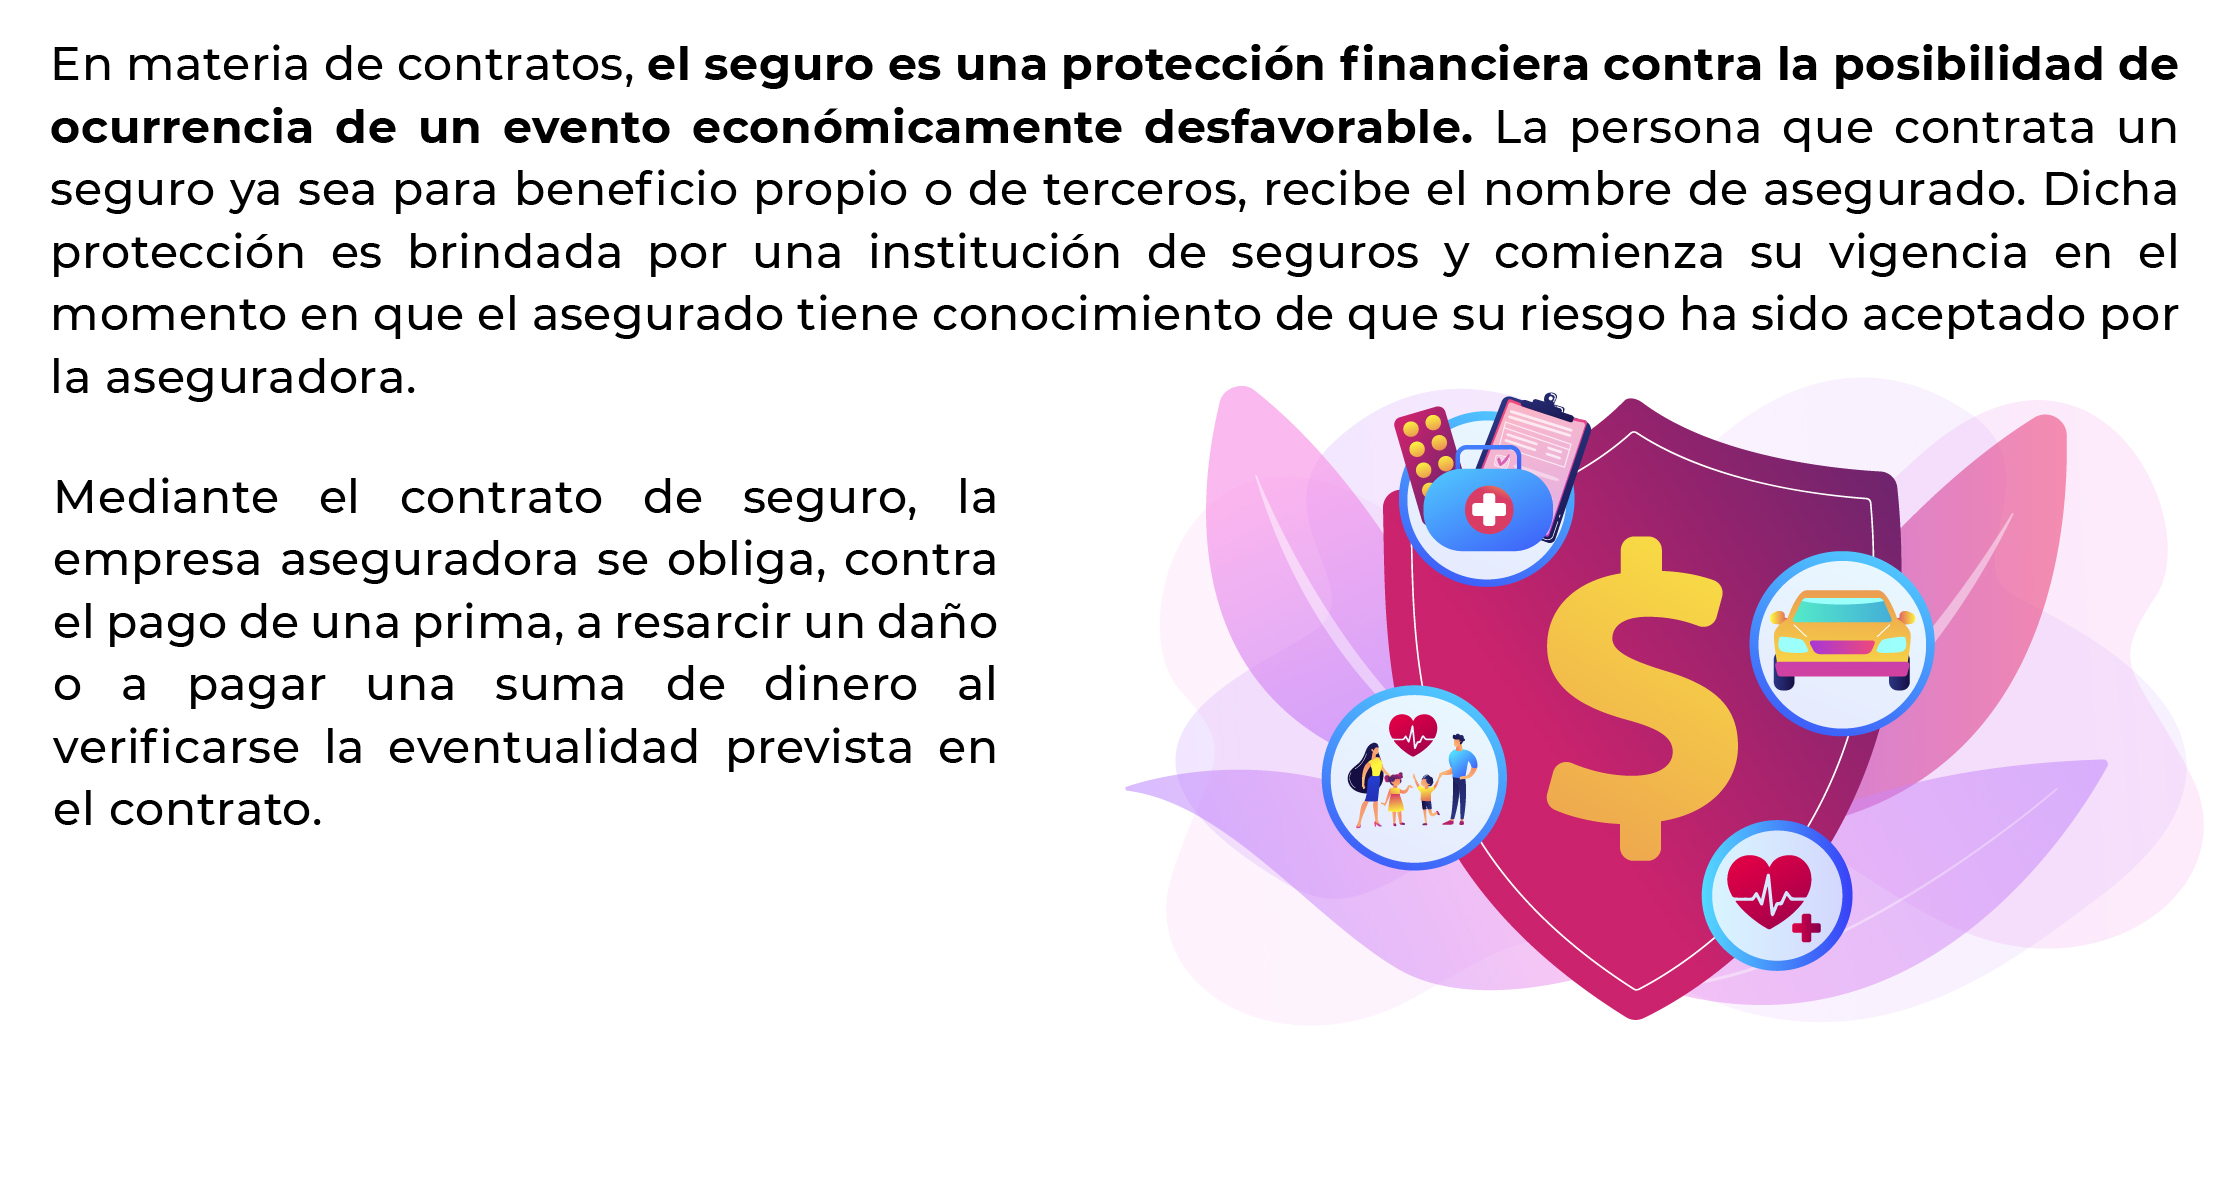 En materia de contratos, el seguro es una protección financiera contra la posibilidad de
ocurrencia de un evento económicamente desfavorable. La persona que contrata un
seguro ya sea para beneficio propio o de terceros, recibe el nombre de asegurado. Dicha
protección es brindada por una institución de seguros y comienza su vigencia en el
momento en que el asegurado tiene conocimiento de que su riesgo ha sido aceptado por
la aseguradora.
Mediante el contrato de seguro, la
empresa aseguradora se obliga, contra
el pago de una prima, a resarcir un daño
o a pagar una suma de dinero al
verificarse la eventualidad prevista en
el contrato.
$